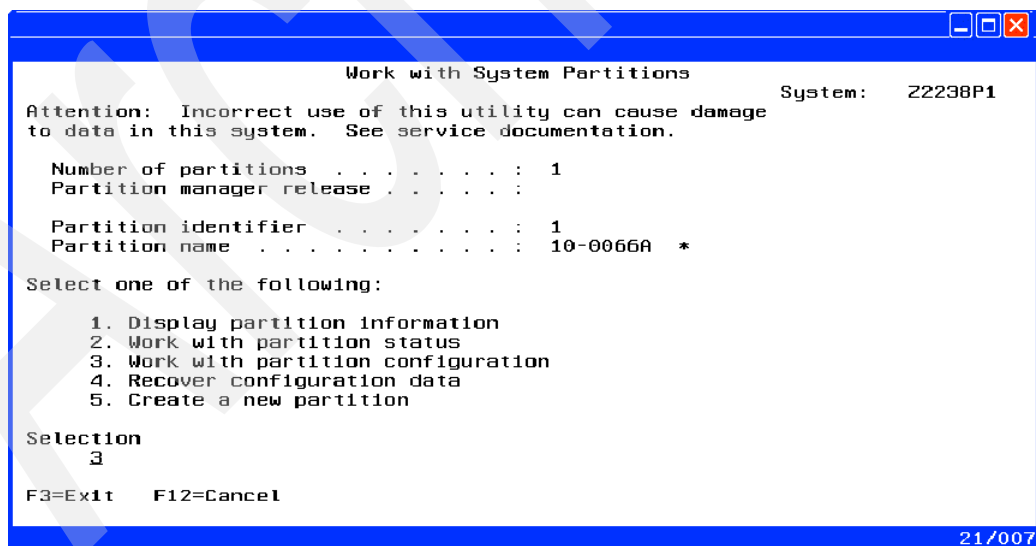 Work with System Partitions
System: Z2238P1
Attention: Incorrect use of this utility can cause damage
to data in this system. See service documentation.
Number of partitions . . . . . . . : 1
Partition manager release . . . . . :
Partition identifier . . . . . . . : 1
Partition name . . . . . . . . . . : 10-0066A *
Select one of the following:
1. Display partition information
2. Work with partition status
3. Work with partition configuration
4. Recover configuration data
5. Create a new partition
Selection
3
F3=Exit F12=Cancel
21/007